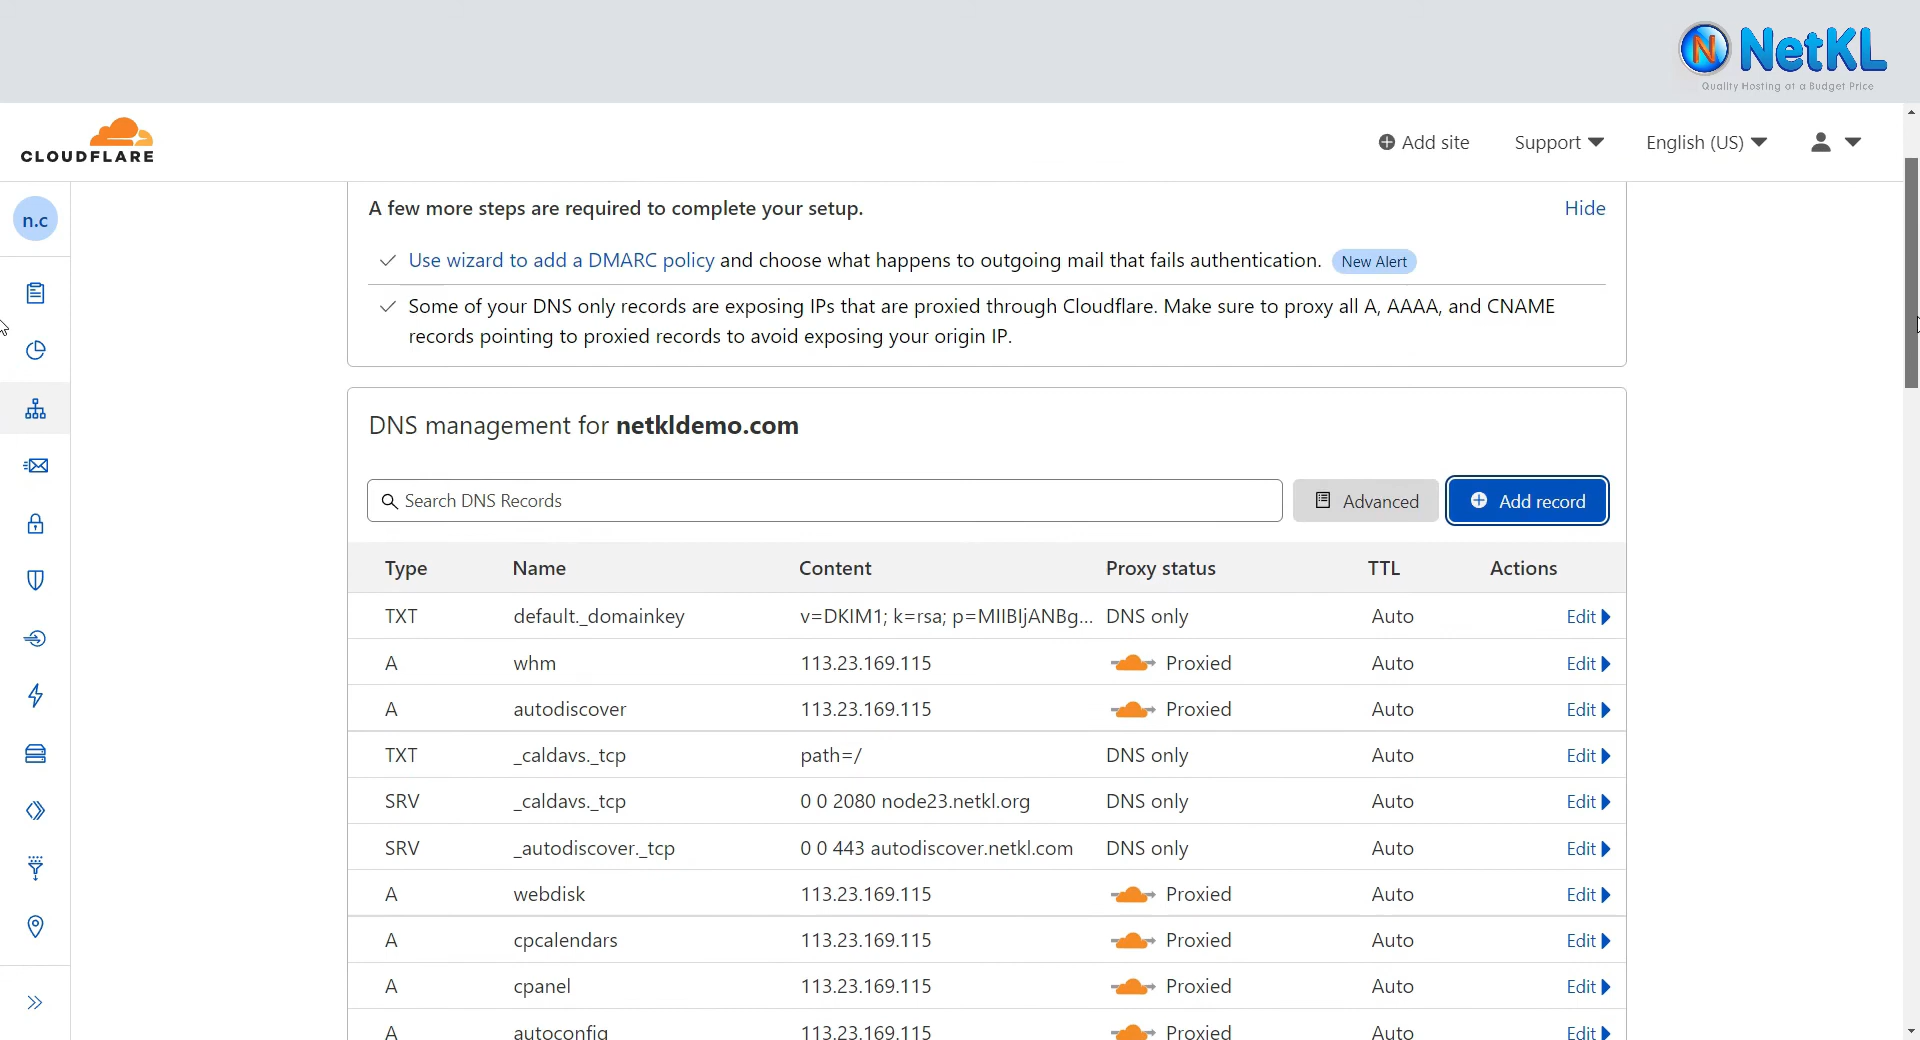 N NetKL
Quality Hosting at a Budget Price
CLOUDFLARE
Add site
Support
English (US)
n.c
A few more steps are required to complete your setup.
Hide
Use wizard to add a DMARC policy and choose what happens to outgoing mail that fails authentication. New Alert
Some of your DNS only records are exposing IPs that are proxied through Cloudflare. Make sure to proxy all A, AAAA, and CNAME
records pointing to proxied records to avoid exposing your origin IP.
DNS management for netkldemo.com
Search DNS Records
Advanced
Add record
Type Name Content Proxy status TTL Actions
TXT default._domainkey v=DKIM1; k=rsa; p=MIIBIjANBg... DNS only Auto Edit
A whm 113.23.169.115 Proxied Auto Edit
A autodiscover 113.23.169.115 Proxied Auto Edit
TXT _caldavs._tcp path=/ DNS only Auto Edit
SRV _caldavs._tcp 0 0 2080 node23.netkl.org DNS only Auto Edit
SRV _autodiscover._tcp 0 0 443 autodiscover.netkl.com DNS only Auto Edit
A webdisk 113.23.169.115 Proxied Auto Edit
A cpcalendars 113.23.169.115 Proxied Auto Edit
A cpanel 113.23.169.115 Proxied Auto Edit
A autoconfig 113.23.169.115 Proxied Auto Edit